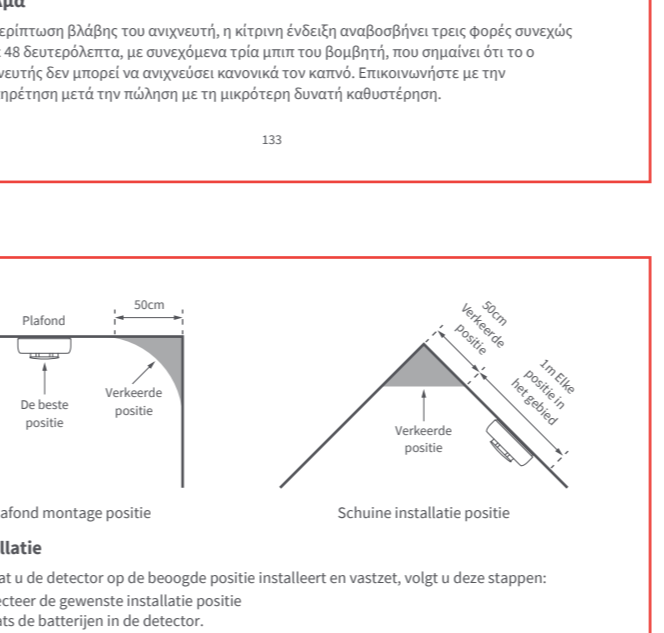 ερίπτωση βλάβης του ανιχνευτή, η κίτρινη ένδειξη αναβοσβήνει τρεις φορές συνεχώς
48 δευτερόλεπτα, με συνεχόμενα τρία μπιπ του βομβητή, που σημαίνει ότι το ο
νευτής δεν μπορεί να ανιχνεύσει κανονικά τον καπνό. Επικοινωνήστε με την
ηρέτηση μετά την πώληση με τη μικρότερη δυνατή καθυστέρηση.
133
Plafond
50cm
De beste
positie
Verkeerde
positie
50cm
Verkeerde
positie
1m Elke
positie in
het gebied
Verkeerde
positie
afond montage positie
Schuine installatie positie
llatie
at u de detector op de beoogde positie installeert en vastzet, volgt u deze stappen:
ecteer de gewenste installatie positie
ats de batterijen in de detector.